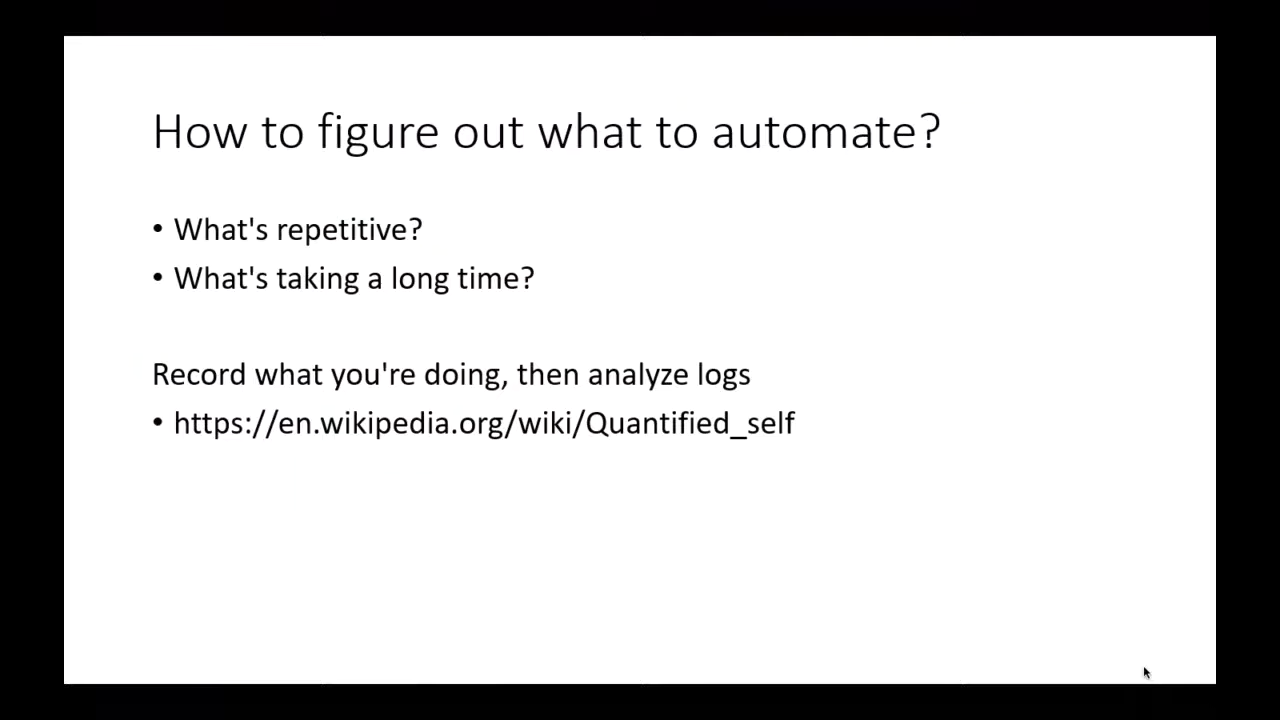 How to figure out what to automate?
• What's repetitive?
• What's taking a long time?
Record what you're doing, then analyze logs
• https://en.wikipedia.org/wiki/Quantified_self